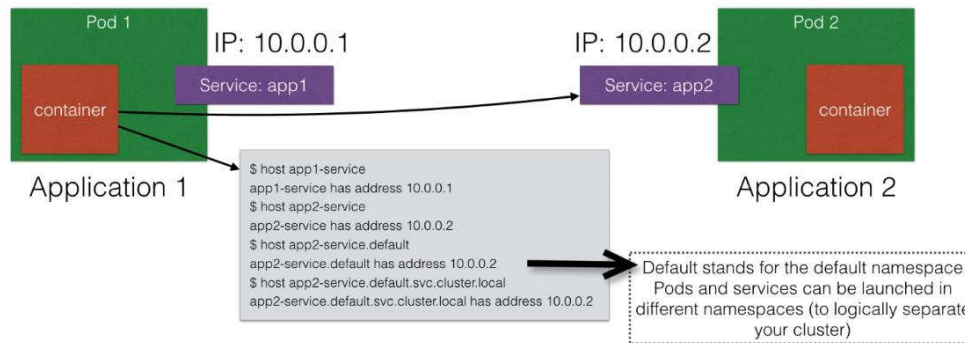 Pod 1
IP: 10.0.0.1
Service: app1
container
Application 1
IP: 10.0.0.2
Pod 2
Service: app2
container
Application 2
$ host app1-service
app1-service has address 10.0.0.1
$ host app2-service
app2-service has address 10.0.0.2
$ host app2-service.default
app2-service.default has address 10.0.0.2
$ host app2-service.default.svc.cluster.local
app2-service.default.svc.cluster.local has address 10.0.0.2
Default stands for the default namespace
Pods and services can be launched in
different namespaces (to logically separate
your cluster)